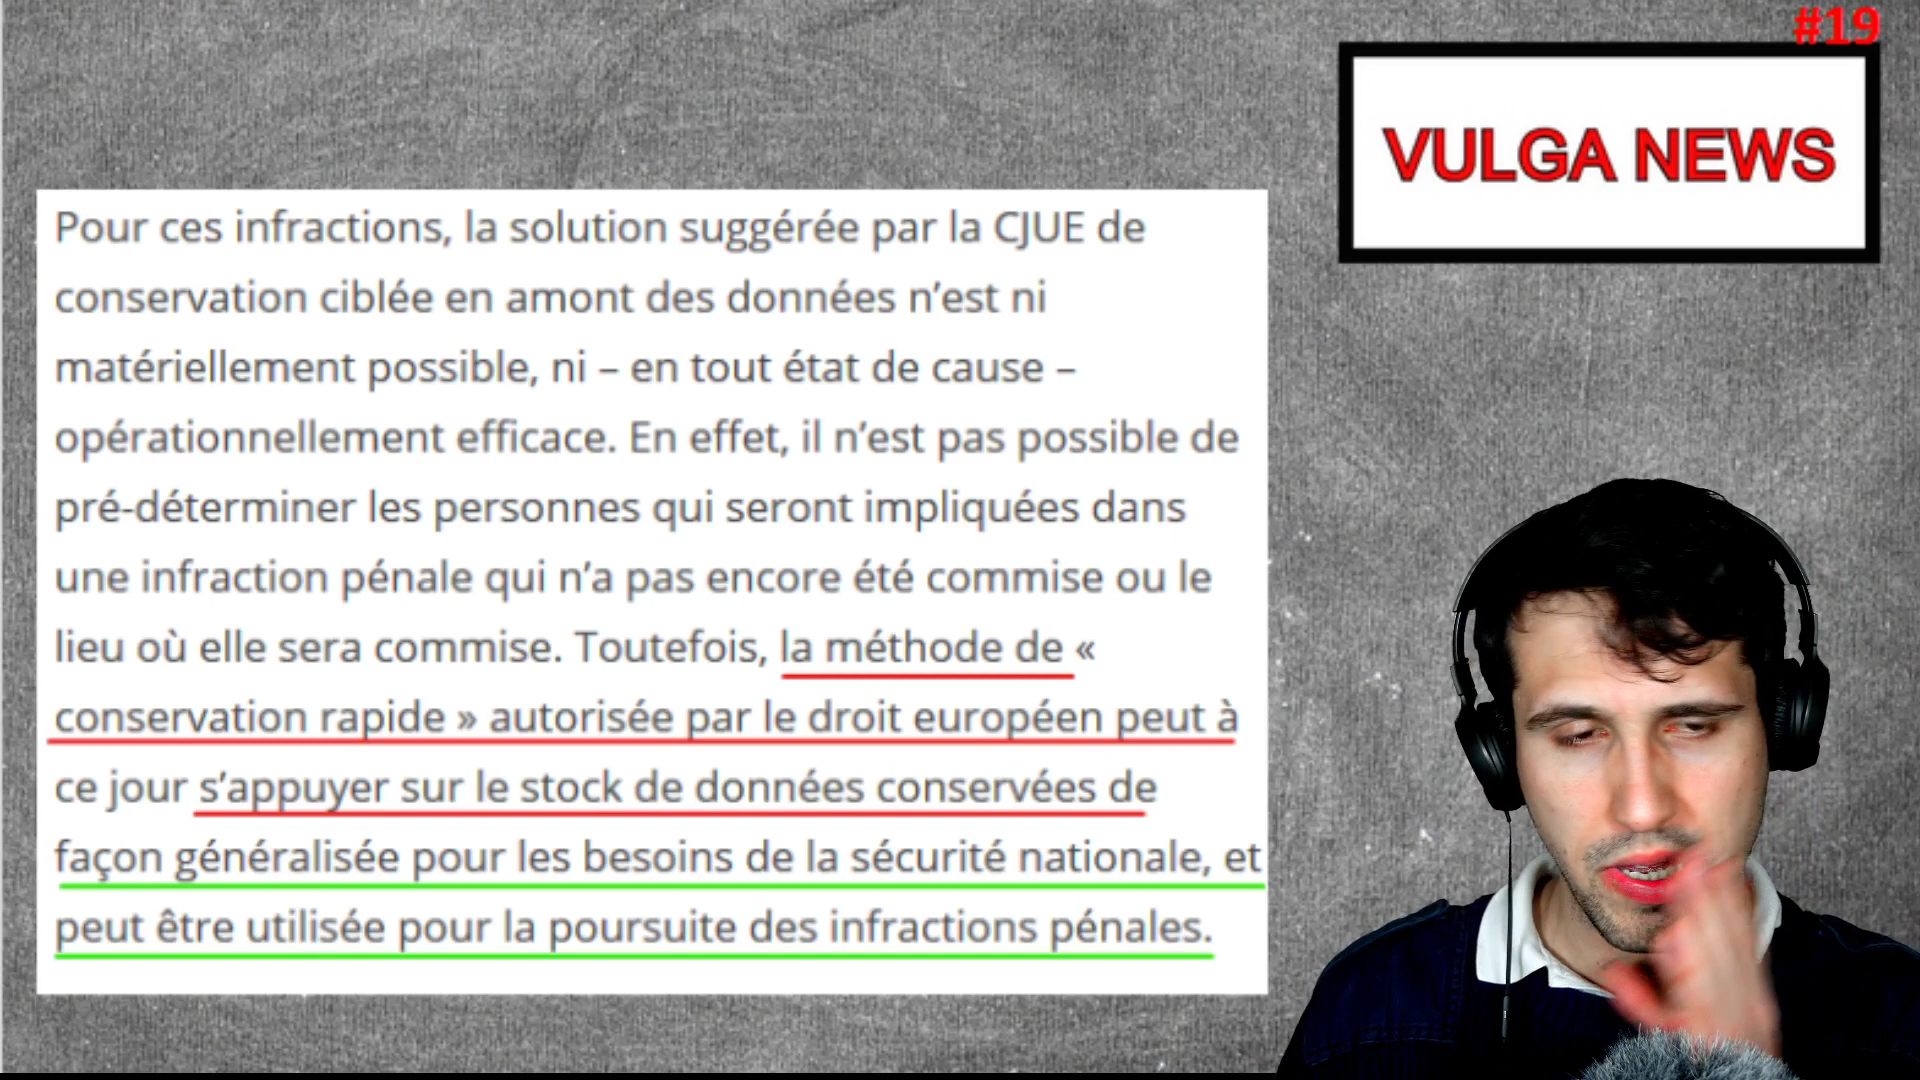 #19
VULGA NEWS
Pour ces infractions, la solution suggérée par la CJUE de
conservation ciblée en amont des données n’est ni
matériellement possible, ni – en tout état de cause –
opérationnellement efficace. En effet, il n’est pas possible de
pré-déterminer les personnes qui seront impliquées dans
une infraction pénale qui n’a pas encore été commise ou le
lieu où elle sera commise. Toutefois, la méthode de «
conservation rapide » autorisée par le droit européen peut à
ce jour s’appuyer sur le stock de données conservées de
façon généralisée pour les besoins de la sécurité nationale, et
peut être utilisée pour la poursuite des infractions pénales.